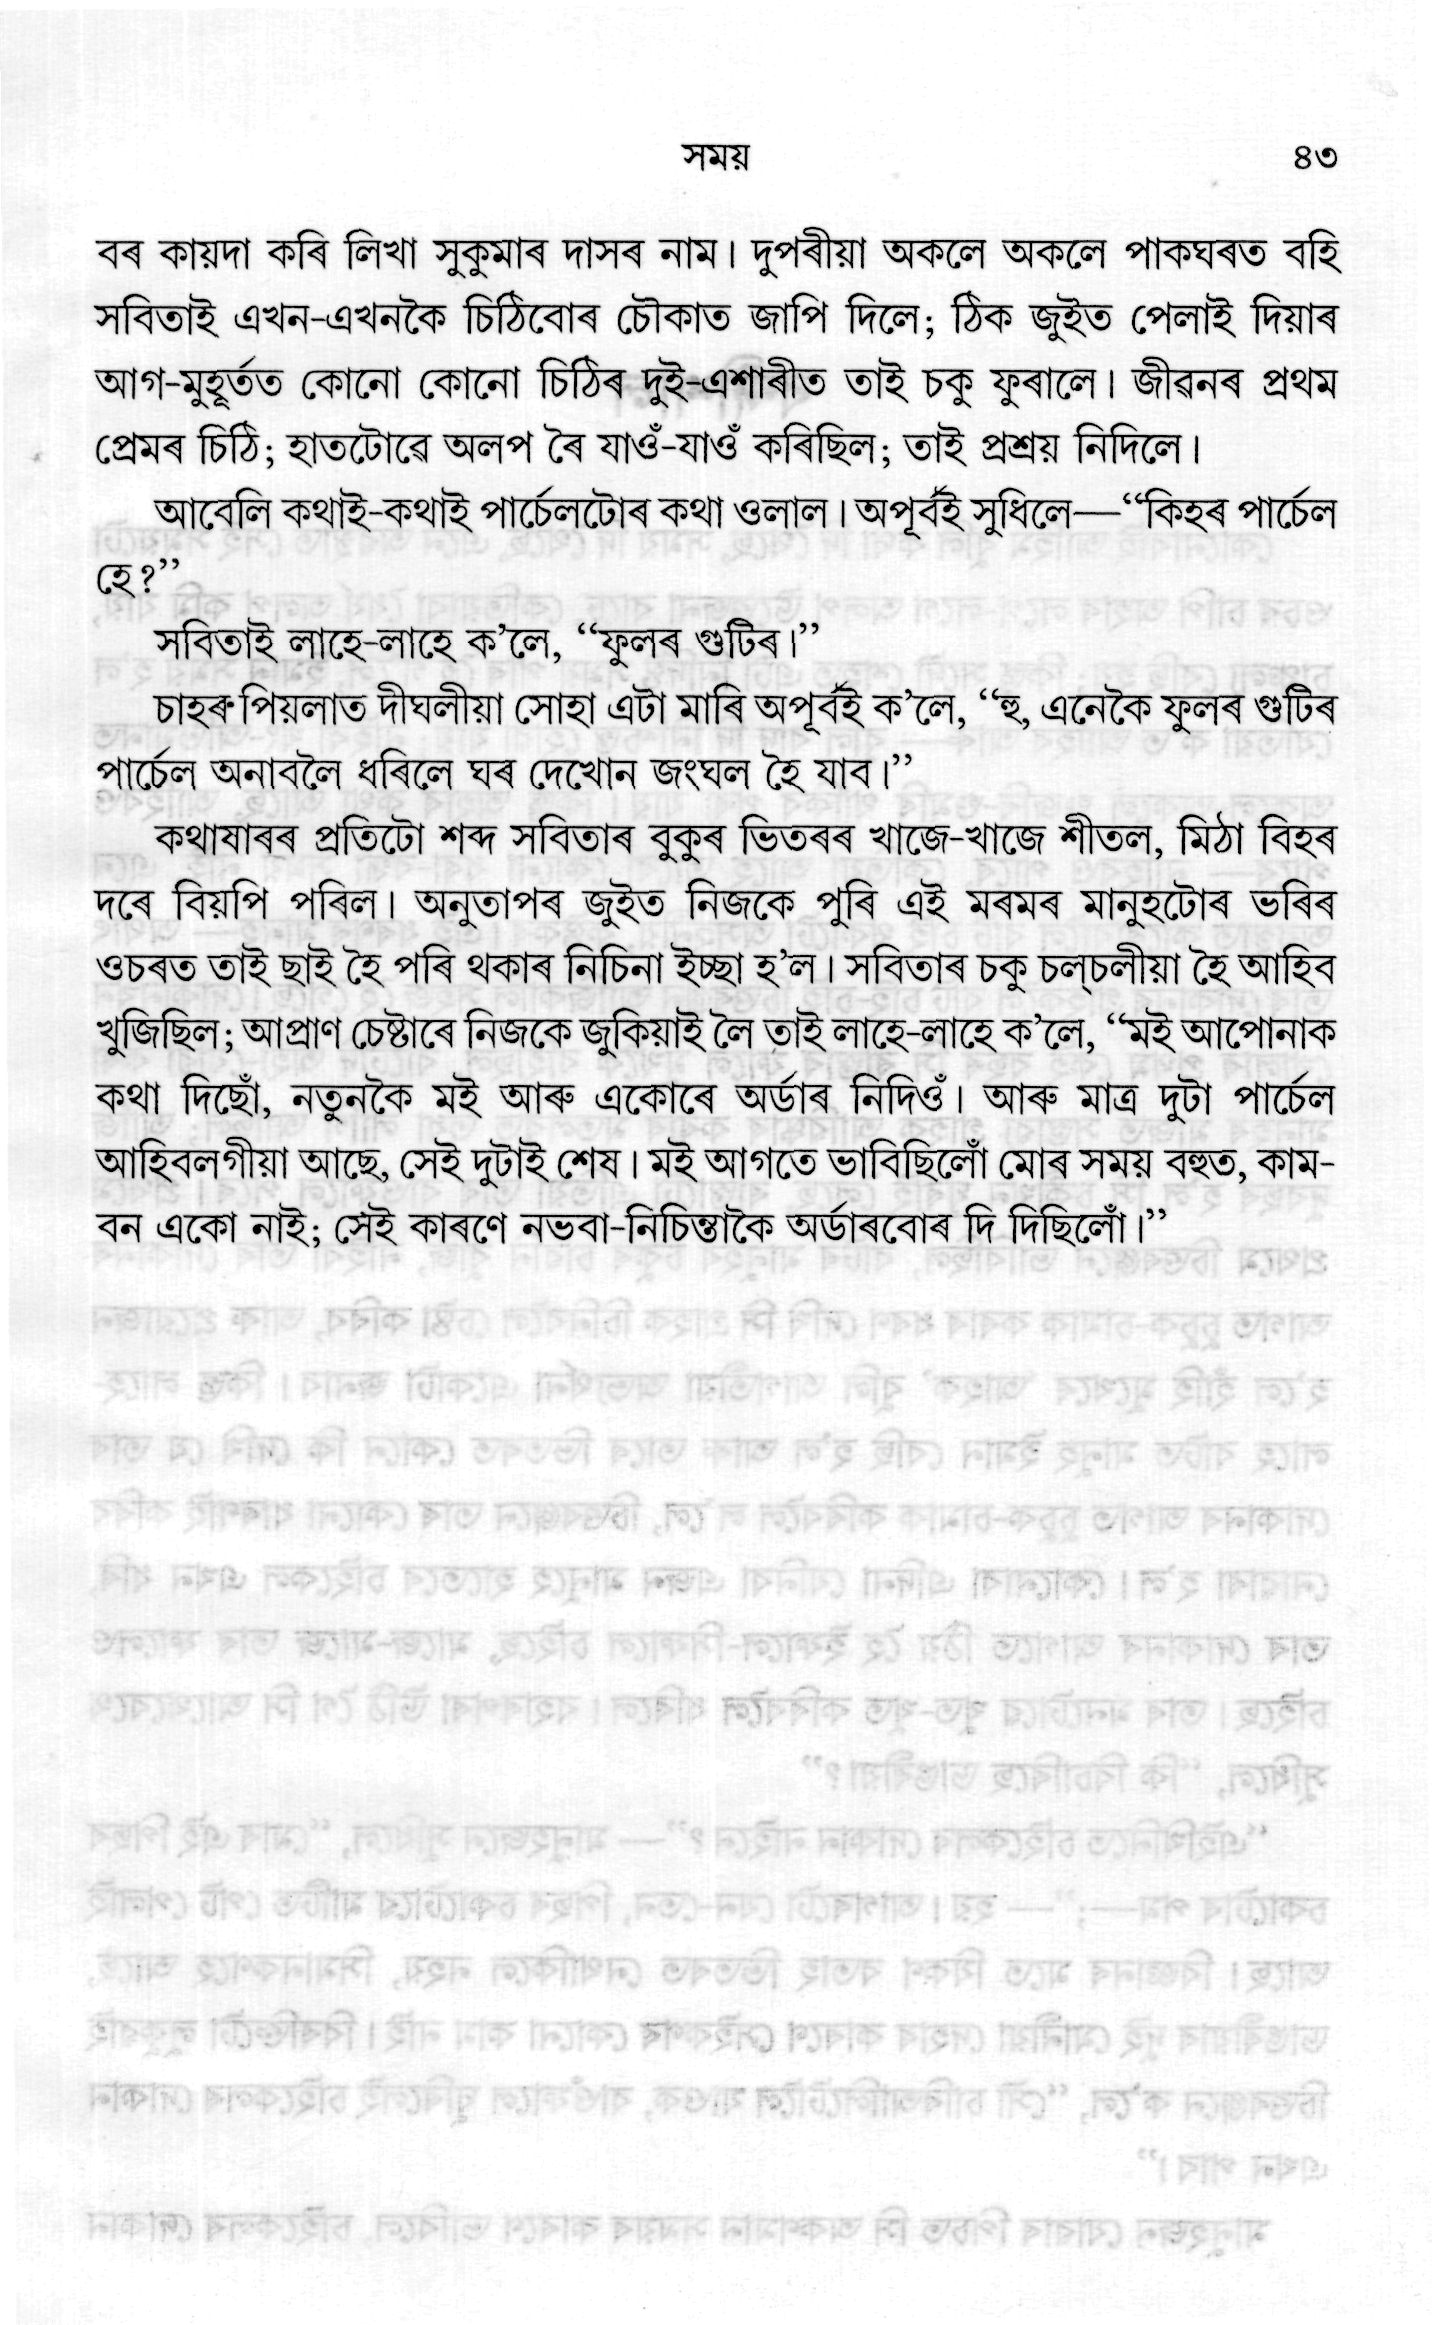 সময়
৪৩
বৰ কায়দা কৰি লিখা সুকুমাৰ দাসৰ নাম। দুপৰীয়া অকলে অকলে পাকঘৰত বহি
সবিতাই এখন-এখনকৈ চিঠিবোৰ চৌকাত জাপি দিলে; ঠিক জুইত পেলাই দিয়াৰ
আগ-মুহূৰ্তত কোনো কোনো চিঠিৰ দুই-এশাৰীত তাই চকু ফুৰালে। জীৱনৰ প্ৰথম
প্ৰেমৰ চিঠি; হাতটোৱে অলপ ৰৈ যাওঁ-যাওঁ কৰিছিল; তাই প্ৰশ্ৰয় নিদিলে।
আবেলি কথাই-কথাই পাৰ্চেলটোৰ কথা ওলাল। অপূৰ্বই সুধিলে—“কিহৰ পাৰ্চেল
হে?”
সবিতাই লাহে-লাহে ক’লে, “ফুলৰ গুটিৰ।”
চাহৰু পিয়লাত দীঘলীয়া সোহা এটা মাৰি অপূৰ্বই ক’লে, “হু, এনেকৈ ফুলৰ গুটিৰ
পাৰ্চেল অনাবলৈ ধৰিলে ঘৰ দেখোন জংঘল হৈ যাব।”
কথাষাৰৰ প্ৰতিটো শব্দ সবিতাৰ বুকুৰ ভিতৰৰ খাজে-খাজে শীতল, মিঠা বিহৰ
দৰে বিয়পি পৰিল। অনুতাপৰ জুইত নিজকে পুৰি এই মৰমৰ মানুহটোৰ ভৰিৰ
ওচৰত তাই ছাই হৈ পৰি থকাৰ নিচিনা ইচ্ছা হ’ল। সবিতাৰ চকু চল্‌চলীয়া হৈ আহিব
খুজিছিল; আপ্ৰাণ চেষ্টাৰে নিজকে জুকিয়াই লৈ তাই লাহে-লাহে ক’লে, “মই আপোনাক
কথা দিছোঁ, নতুনকৈ মই আৰু একোৰে অৰ্ডাৰ নিদিওঁ। আৰু মাত্ৰ দুটা পাৰ্চেল
আহিবলগীয়া আছে, সেই দুটাই শেষ। মই আগতে ভাবিছিলোঁ মোৰ সময় বহুত, কাম-
বন একো নাই; সেই কাৰণে নভবা-নিচিন্তাকৈ অৰ্ডাৰবোৰ দি দিছিলোঁ।”